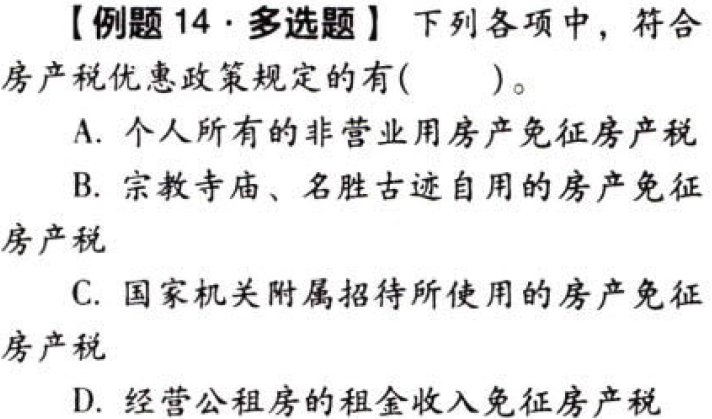 【例题 14·多选题】 下列各项中，符合
房产税优惠政策规定的有(　　)。
A. 个人所有的非营业用房产免征房产税
B. 宗教寺庙、名胜古迹自用的房产免征
房产税
C. 国家机关附属招待所使用的房产免征
房产税
D. 经营公租房的租金收入免征房产税